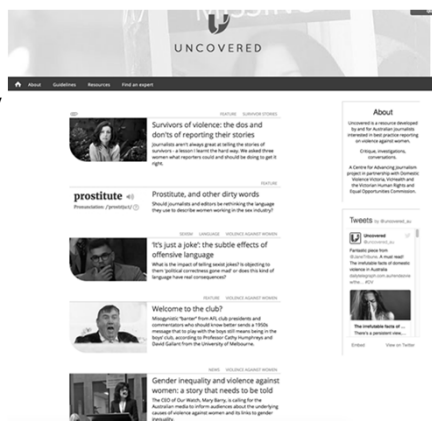 MISSING
UNCOVERED
About Guidelines Resources Find an expert
FEATURE SURVIVOR STORIES
Survivors of violence: the dos and
don'ts of reporting their stories
Journalists aren't always great at telling the stories of
survivors - a lesson I learnt the hard way. We asked three
women what reporters could and should be doing to get it
right.
FEATURE
prostitute
Prostitute, and other dirty words
Should journalists and editors be rethinking the language
they use to describe women working in the sex industry?
SEXISM LANGUAGE VIOLENCE AGAINST WOMEN
'It's just a joke': the subtle effects of
offensive language
What is the impact of telling sexist jokes? Is objecting to
them 'political correctness gone mad' or does this kind of
language have real consequences?
FEATURE VIOLENCE AGAINST WOMEN
Welcome to the club?
Misogynistic "banter" from AFL club presidents and
commentators who should know better sends a 1950s
message that to play with the boys still means being in the
boys' club, according to Professor Cathy Humphreys and
David Gallant from the University of Melbourne.
NEWS VIOLENCE AGAINST WOMEN
Gender inequality and violence against
women: a story that needs to be told
The CEO of Our Watch, Mary Barry, is calling for the
Australian media to inform audiences about the underlying
causes of violence against women and its links to gender
inequality.
About
Uncovered is a resource developed
by and for Australian journalists
interested in best practice reporting
on violence against women.
Critique, investigations,
conversations.
A Centre for Advancing Journalism
project in partnership with Domestic
Violence Victoria, VicHealth and
the Victorian Human Rights and
Equal Opportunities Commission.
Tweets by @uncovered_au
Uncovered
@uncovered_au
Fantastic piece from
A must read!
The irrefutable facts of domestic
violence in Australia
The irrefutable facts of ...
There's a persistent view...
Embed View on Twitter